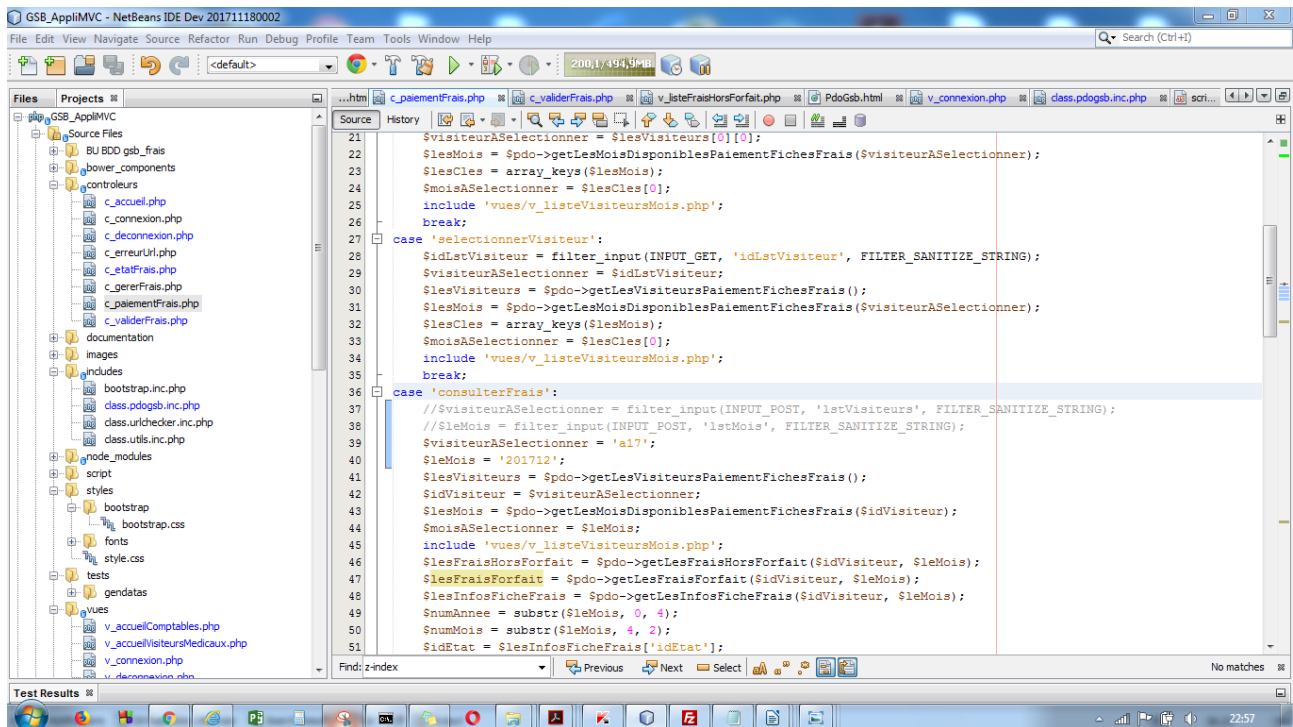 GSB_AppliMVC - NetBeans IDE Dev 201711180002
File Edit View Navigate Source Refactor Run Debug Profile Team Tools Window Help
Search (Ctrl+I)
<default>
200,1/494,9MB
Files Projects
...htm c_paiementFrais.php c_validerFrais.php v_listeFraisHorsForfait.php PdoGsb.html v_connexion.php class.pdogsb.inc.php scri...
Source History
GSB_AppliMVC
Source Files
BU BDD gsb_frais
bower_components
controleurs
c_accueil.php
c_connexion.php
c_deconnexion.php
c_erreurUrl.php
c_etatFrais.php
c_gererFrais.php
c_paiementFrais.php
c_validerFrais.php
documentation
images
includes
bootstrap.inc.php
class.pdogsb.inc.php
class.urlchecker.inc.php
class.utils.inc.php
node_modules
script
styles
bootstrap
bootstrap.css
fonts
style.css
tests
gendatas
vues
v_accueilComptables.php
v_accueilVisiteursMedicaux.php
v_connexion.php
v_deconnexion.php
21 $visiteurASelectionner = $lesVisiteurs[0][0];
22 $lesMois = $pdo->getLesMoisDisponiblesPaiementFichesFrais($visiteurASelectionner);
23 $lesCles = array_keys($lesMois);
24 $moisASelectionner = $lesCles[0];
25 include 'vues/v_listeVisiteursMois.php';
26 break;
27 case 'selectionnerVisiteur':
28 $idLstVisiteur = filter_input(INPUT_GET, 'idLstVisiteur', FILTER_SANITIZE_STRING);
29 $visiteurASelectionner = $idLstVisiteur;
30 $lesVisiteurs = $pdo->getLesVisiteursPaiementFichesFrais();
31 $lesMois = $pdo->getLesMoisDisponiblesPaiementFichesFrais($visiteurASelectionner);
32 $lesCles = array_keys($lesMois);
33 $moisASelectionner = $lesCles[0];
34 include 'vues/v_listeVisiteursMois.php';
35 break;
36 case 'consulterFrais':
37 //$visiteurASelectionner = filter_input(INPUT_POST, 'lstVisiteurs', FILTER_SANITIZE_STRING);
38 //$leMois = filter_input(INPUT_POST, 'lstMois', FILTER_SANITIZE_STRING);
39 $visiteurASelectionner = 'a17';
40 $leMois = '201712';
41 $lesVisiteurs = $pdo->getLesVisiteursPaiementFichesFrais();
42 $idVisiteur = $visiteurASelectionner;
43 $lesMois = $pdo->getLesMoisDisponiblesPaiementFichesFrais($idVisiteur);
44 $moisASelectionner = $leMois;
45 include 'vues/v_listeVisiteursMois.php';
46 $lesFraisHorsForfait = $pdo->getLesFraisHorsForfait($idVisiteur, $leMois);
47 $lesFraisForfait = $pdo->getLesFraisForfait($idVisiteur, $leMois);
48 $lesInfosFicheFrais = $pdo->getLesInfosFicheFrais($idVisiteur, $leMois);
49 $numAnnee = substr($leMois, 0, 4);
50 $numMois = substr($leMois, 4, 2);
51 $idEtat = $lesInfosFicheFrais['idEtat'];
Find: z-index Previous Next Select No matches
Test Results
22:57